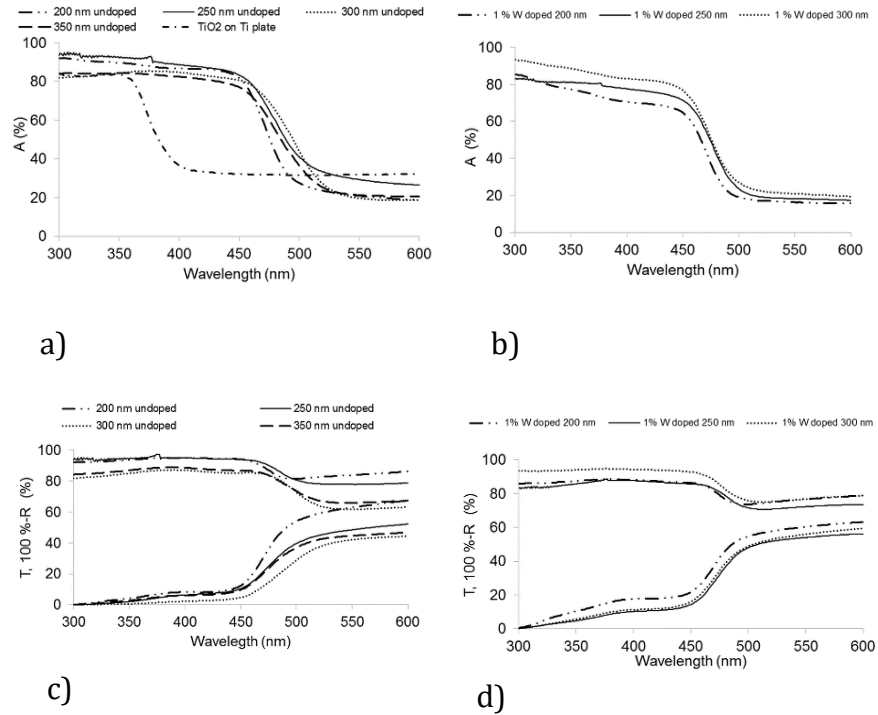 200 nm undoped 250 nm undoped 300 nm undoped
350 nm undoped TiO2 on Ti plate
100
80
60
40
20
0
A (%)
300 350 400 450 500 550 600
Wavelength (nm)
a)
1 % W doped 200 nm 1 % W doped 250 nm 1 % W doped 300 nm
100
80
60
40
20
0
A (%)
300 350 400 450 500 550 600
Wavelength (nm)
b)
200 nm undoped 250 nm undoped
300 nm undoped 350 nm undoped
100
80
60
40
20
0
T, 100 %-R (%)
300 350 400 450 500 550 600
Wavelegth (nm)
c)
1% W doped 200 nm 1% W doped 250 nm 1% W doped 300 nm
100
80
60
40
20
0
T, 100 %-R (%)
300 350 400 450 500 550 600
Wavelength (nm)
d)